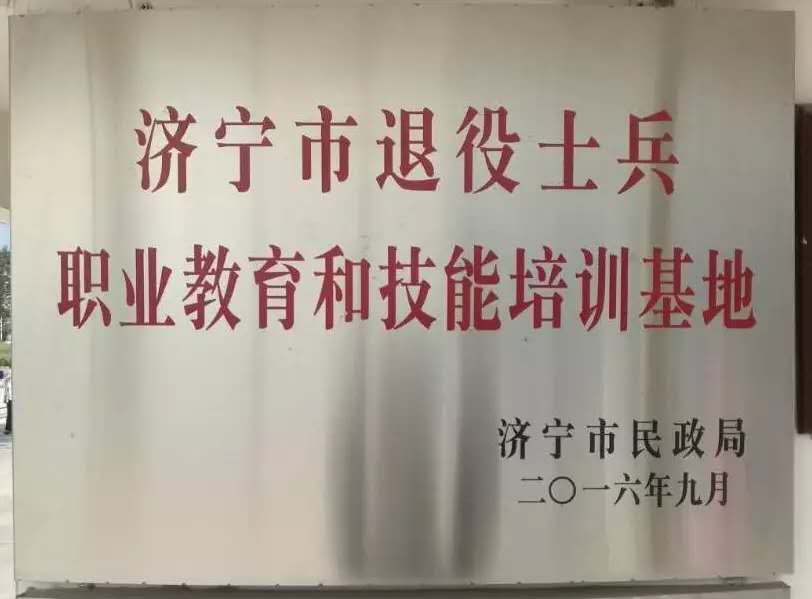 济宁市退役士兵
职业教育和技能培训基地
济宁市民政局
二〇一六年九月